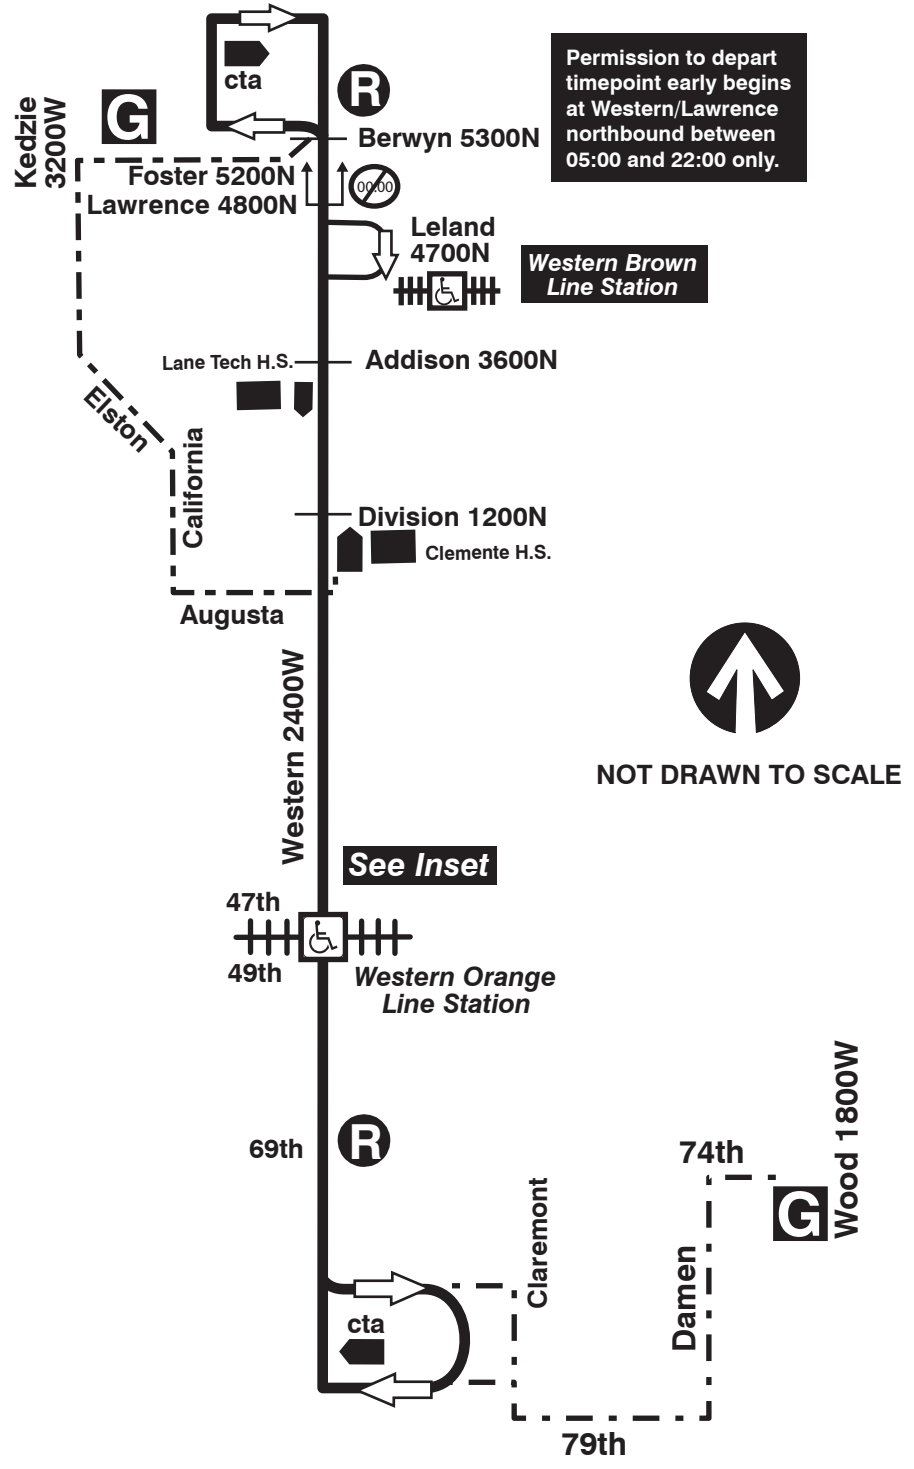 cta
R
Permission to depart
timepoint early begins
at Western/Lawrence
northbound between
05:00 and 22:00 only.
Kedzie
3200W
G
Berwyn 5300N
Foster 5200N
00:00
Lawrence 4800N
Leland
4700N
Western Brown
Line Station
Lane Tech H.S.
Addison 3600N
Elston
California
Division 1200N
Clemente H.S.
Augusta
Western 2400W
NOT DRAWN TO SCALE
See Inset
47th
49th
Western Orange
Line Station
69th
R
74th
Wood 1800W
G
Claremont
Damen
cta
79th